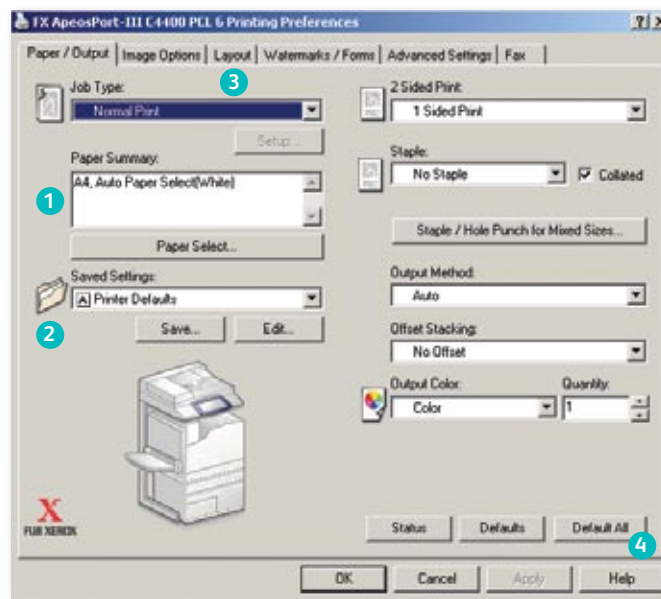 FX ApeosPort-III C4400 PCL 6 Printing Preferences
Paper / Output Image Options Layout Watermarks / Forms Advanced Settings Fax
3
Job Type:
Normal Print
Setup...
Paper Summary:
1
A4, Auto Paper Select(White)
Paper Select...
Saved Settings:
A Printer Defaults
2
Save... Edit...
2 Sided Print:
1 Sided Print
Staple:
No Staple Collated
Staple / Hole Punch for Mixed Sizes...
Output Method:
Auto
Offset Stacking:
No Offset
Output Color: Quantity:
Color 1
X
FUJI XEROX
Status Defaults Default All
4
OK Cancel Apply Help